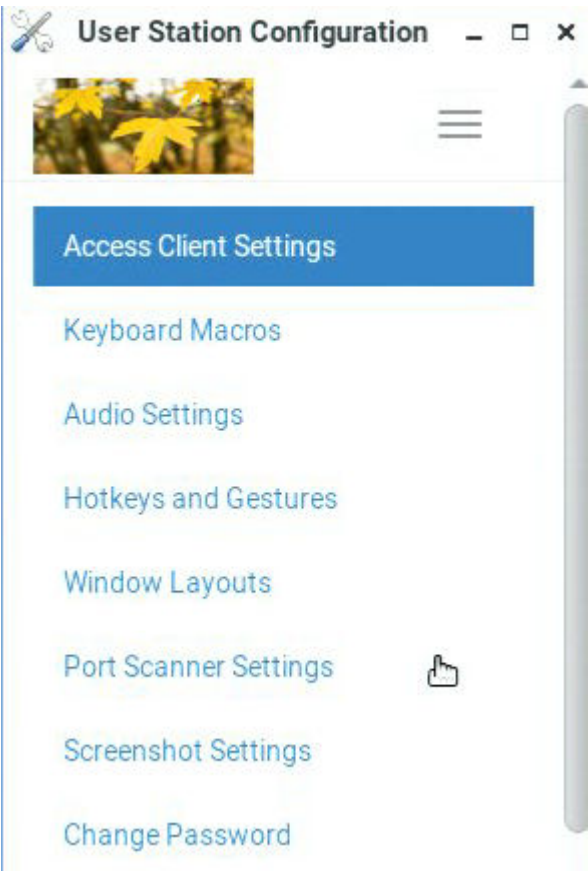 User Station Configuration
Access Client Settings
Keyboard Macros
Audio Settings
Hotkeys and Gestures
Window Layouts
Port Scanner Settings
Screenshot Settings
Change Password